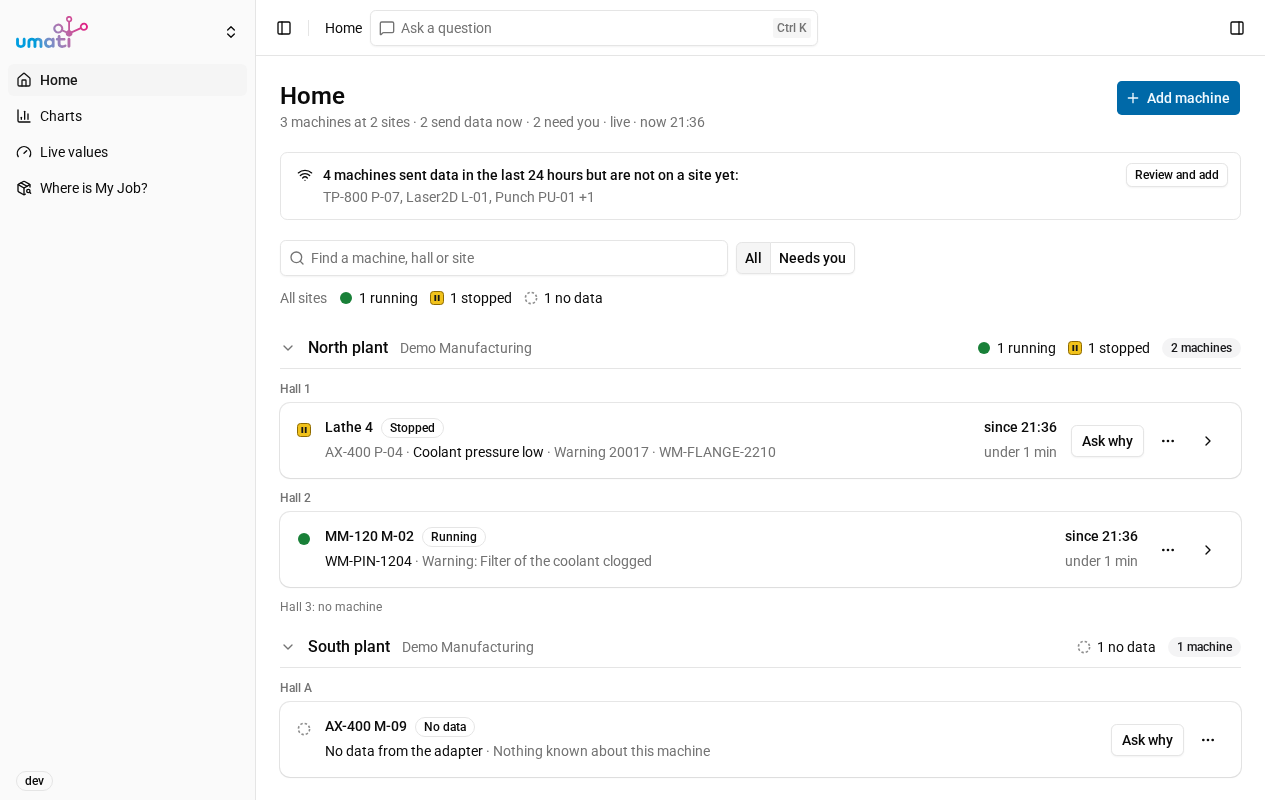 umati
Home
Charts
Live values
Where is My Job?
dev
Home
Ask a question
Ctrl K
Home
3 machines at 2 sites · 2 send data now · 2 need you · live · now 21:36
Add machine
4 machines sent data in the last 24 hours but are not on a site yet:
TP-800 P-07, Laser2D L-01, Punch PU-01 +1
Review and add
Find a machine, hall or site
All
Needs you
All sites 1 running 1 stopped 1 no data
North plant Demo Manufacturing 1 running 1 stopped 2 machines
Hall 1
Lathe 4 Stopped since 21:36
AX-400 P-04 · Coolant pressure low · Warning 20017 · WM-FLANGE-2210 under 1 min
Ask why
Hall 2
MM-120 M-02 Running since 21:36
WM-PIN-1204 · Warning: Filter of the coolant clogged under 1 min
Hall 3: no machine
South plant Demo Manufacturing 1 no data 1 machine
Hall A
AX-400 M-09 No data
No data from the adapter · Nothing known about this machine
Ask why